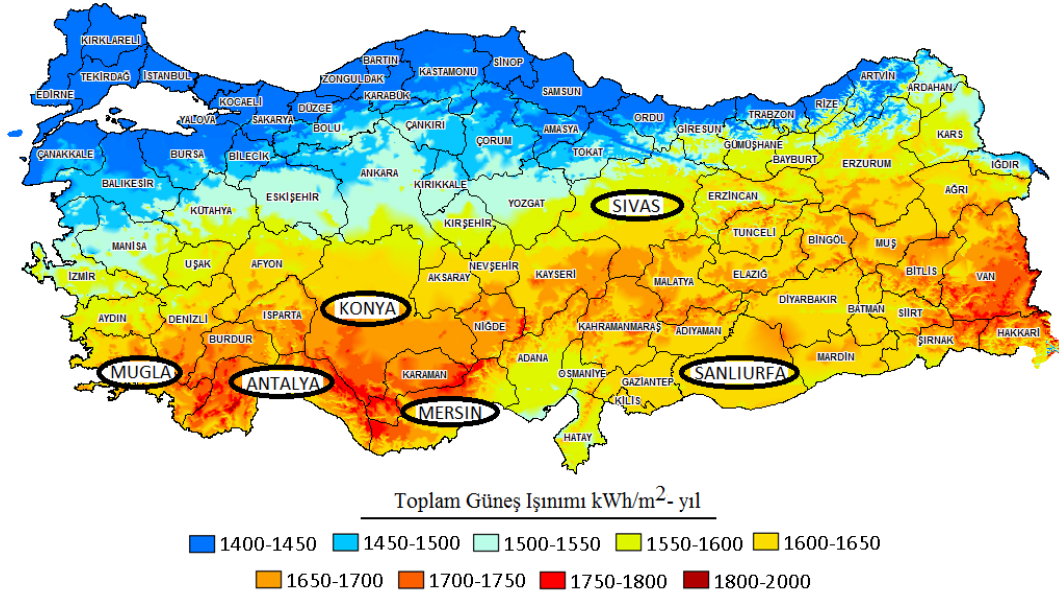 KIRKLARELİ
BARTIN
SİNOP
KASTAMONU
TEKİRDAĞ
İSTANBUL
ZONGULDAK
ARTVİN
ARDAHAN
EDİRNE
KOCAELİ
KARABÜK
SAMSUN
RİZE
DÜZCE
YALOVA
SAKARYA
ORDU
TRABZON
BOLU
ÇANKIRI
AMASYA
GİRESUN
KARS
ÇANAKKALE
BURSA
BİLECİK
ÇORUM
TOKAT
GÜMÜŞHANE
BAYBURT
ERZURUM
IĞDIR
ANKARA
BALIKESİR
KIRIKKALE
ESKİŞEHİR
YOZGAT
SIVAS
ERZİNCAN
AĞRI
KÜTAHYA
KIRŞEHİR
TUNCELİ
BİNGÖL
MUŞ
MANİSA
UŞAK
AFYON
NEVŞEHİR
AKSARAY
KAYSERİ
MALATYA
ELAZIĞ
BİTLİS
VAN
İZMİR
DİYARBAKIR
BATMAN
SİİRT
KONYA
AYDIN
DENİZLİ
ISPARTA
NİĞDE
KAHRAMANMARAŞ
ADIYAMAN
HAKKARİ
BURDUR
ŞIRNAK
ADANA
MARDİN
MUGLA
ANTALYA
KARAMAN
OSMANİYE
GAZİANTEP
SANLIURFA
KİLİS
MERSIN
HATAY
Toplam Güneş Işınımı kWh/m²- yıl
1400-1450 1450-1500 1500-1550 1550-1600 1600-1650
1650-1700 1700-1750 1750-1800 1800-2000